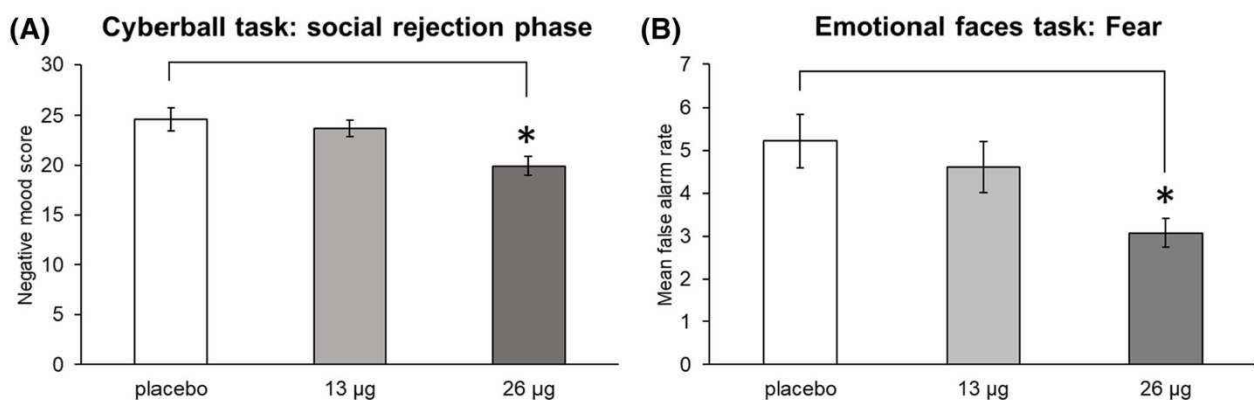 (A) Cyberball task: social rejection phase
Negative mood score
30
25
20
15
10
5
0
*
placebo 13 µg 26 µg
(B) Emotional faces task: Fear
Mean false alarm rate
7
6
5
4
3
2
1
0
*
placebo 13 µg 26 µg